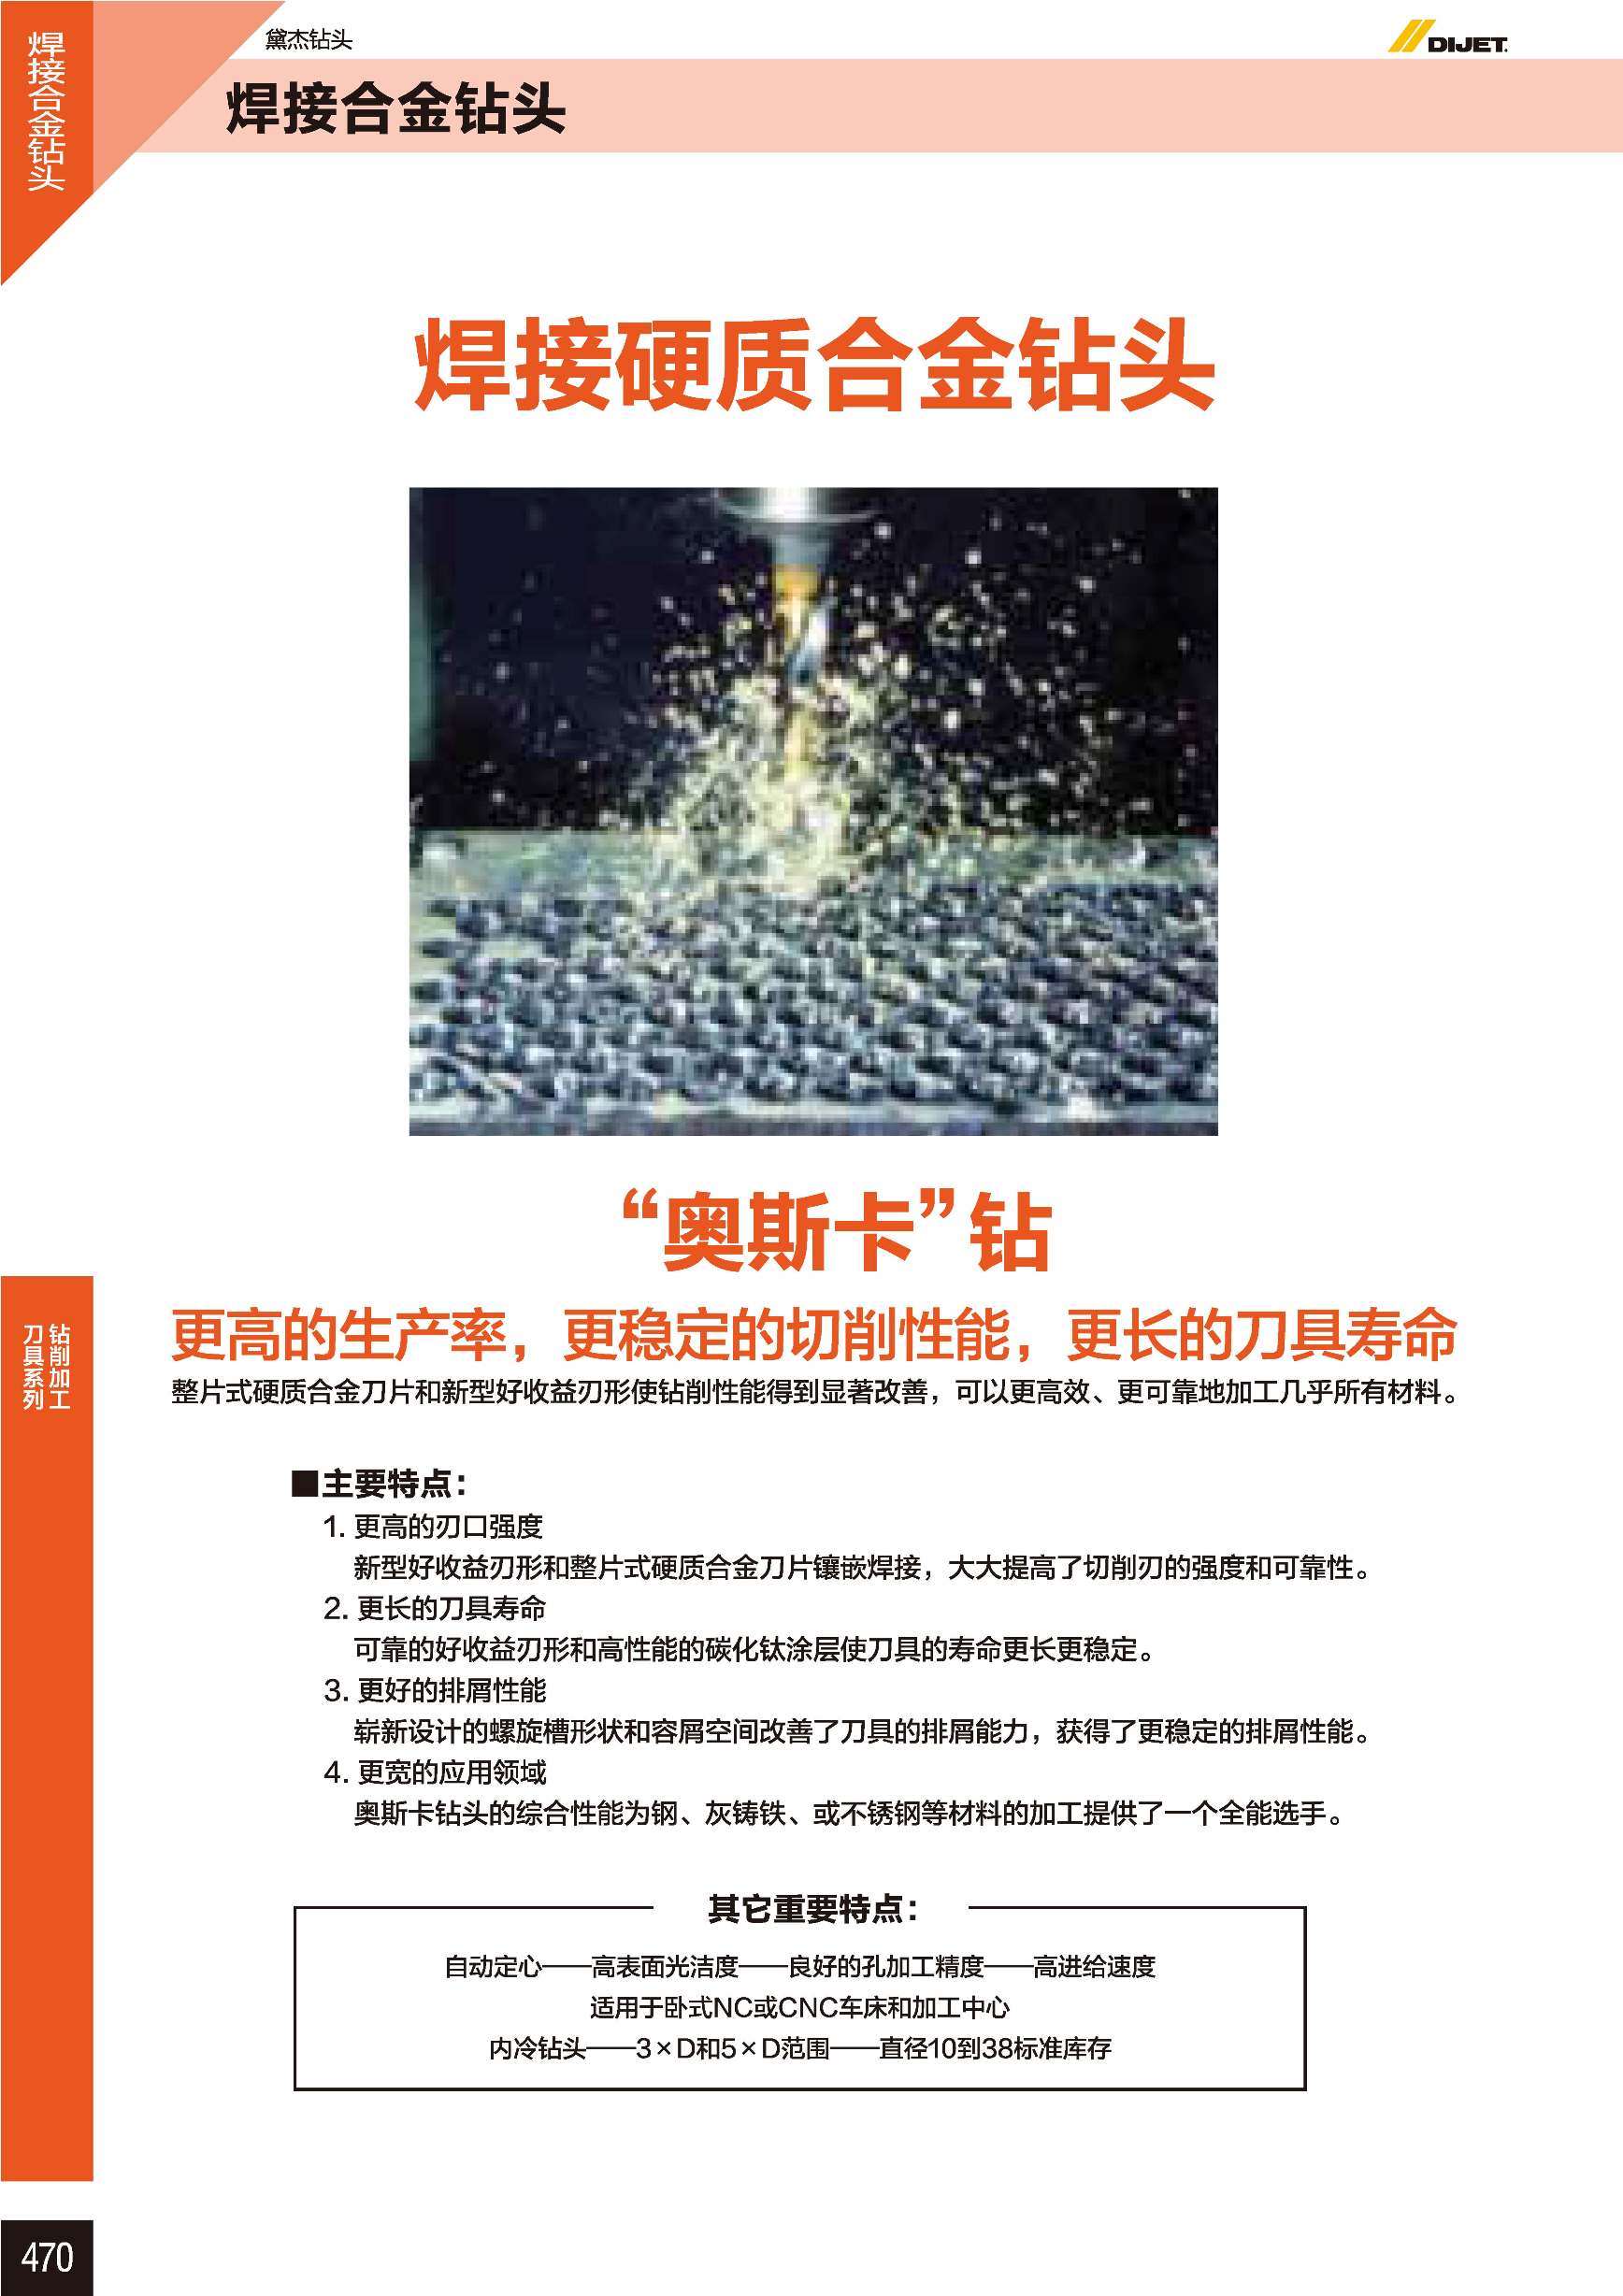 焊接合金钻头
黛杰钻头
DIJET
焊接合金钻头
焊接硬质合金钻头
“奥斯卡”钻
更高的生产率，更稳定的切削性能，更长的刀具寿命
整片式硬质合金刀片和新型好收益刃形使钻削性能得到显著改善，可以更高效、更可靠地加工几乎所有材料。
■主要特点：
1. 更高的刃口强度
新型好收益刃形和整片式硬质合金刀片镶嵌焊接，大大提高了切削刃的强度和可靠性。
2. 更长的刀具寿命
可靠的好收益刃形和高性能的碳化钛涂层使刀具的寿命更长更稳定。
3. 更好的排屑性能
崭新设计的螺旋槽形状和容屑空间改善了刀具的排屑能力，获得了更稳定的排屑性能。
4. 更宽的应用领域
奥斯卡钻头的综合性能为钢、灰铸铁、或不锈钢等材料的加工提供了一个全能选手。
其它重要特点：
自动定心——高表面光洁度——良好的孔加工精度——高进给速度
适用于卧式NC或CNC车床和加工中心
内冷钻头——3×D和5×D范围——直径10到38标准库存
钻削加工
刀具系列
470